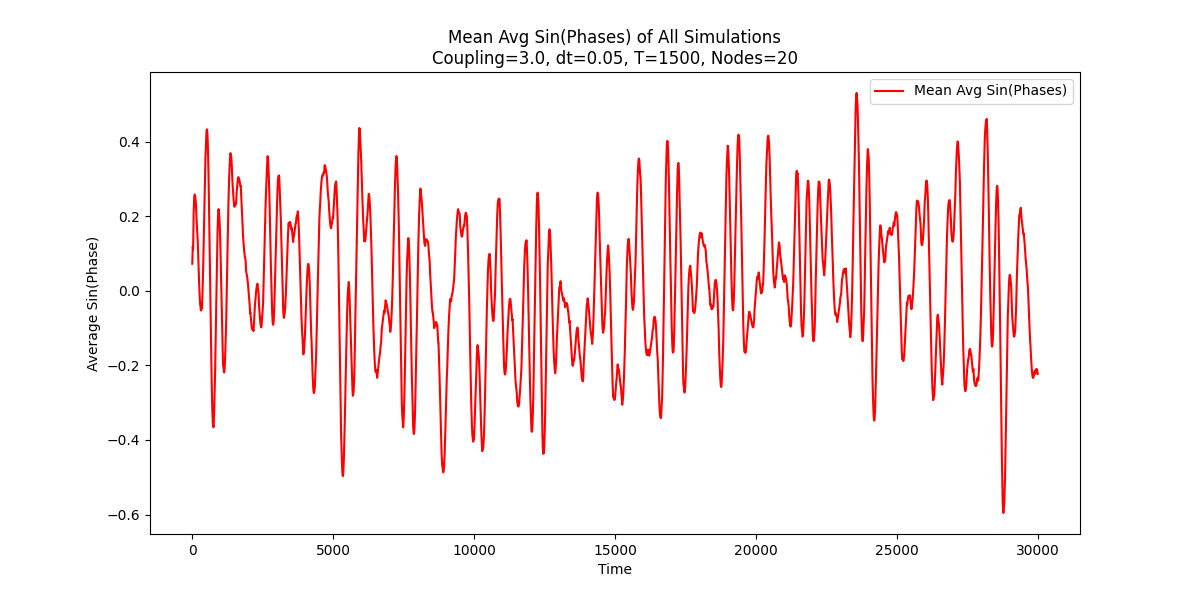 Mean Avg Sin(Phases) of All Simulations
Coupling=3.0, dt=0.05, T=1500, Nodes=20
Mean Avg Sin(Phases)
Average Sin(Phase)
0.4
0.2
0.0
−0.2
−0.4
−0.6
0 5000 10000 15000 20000 25000 30000
Time